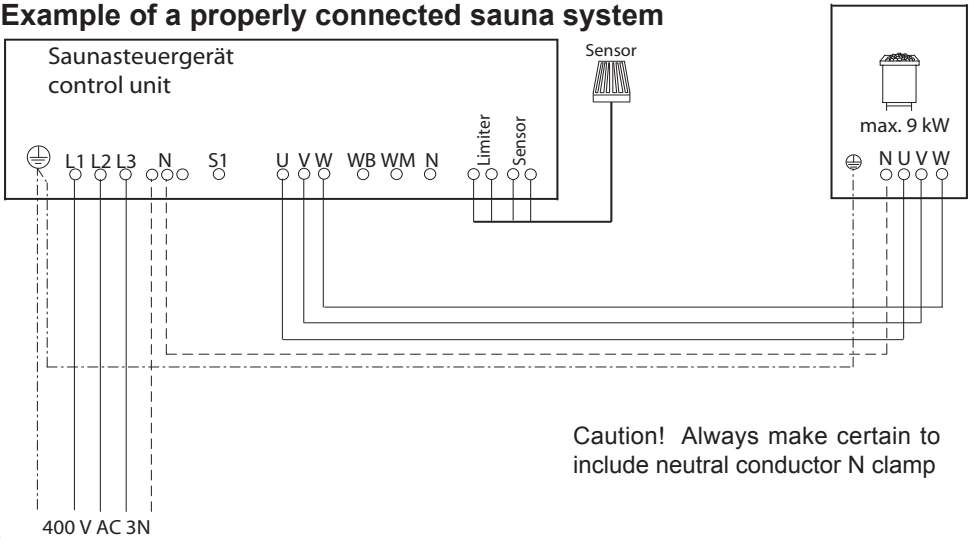 Example of a properly connected sauna system
Saunasteuergerät
control unit
Sensor
max. 9 kW
L1 L2 L3 N S1 U V W WB WM N Limiter Sensor
N U V W
Caution! Always make certain to
include neutral conductor N clamp
400 V AC 3N